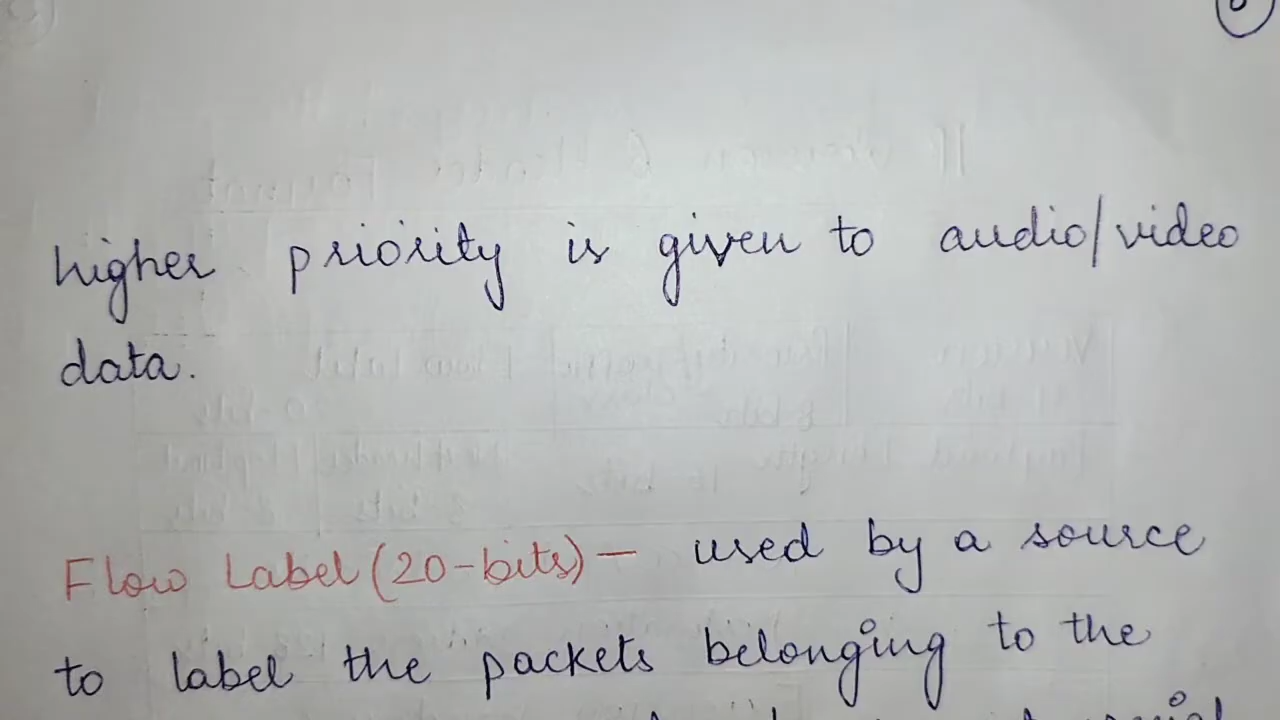 higher priority is given to audio/video
data.
Flow Label (20-bits) — used by a source
to label the packets belonging to the